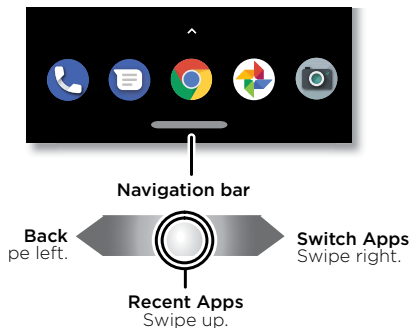 Navigation bar
Back
pe left.
Switch Apps
Swipe right.
Recent Apps
Swipe up.